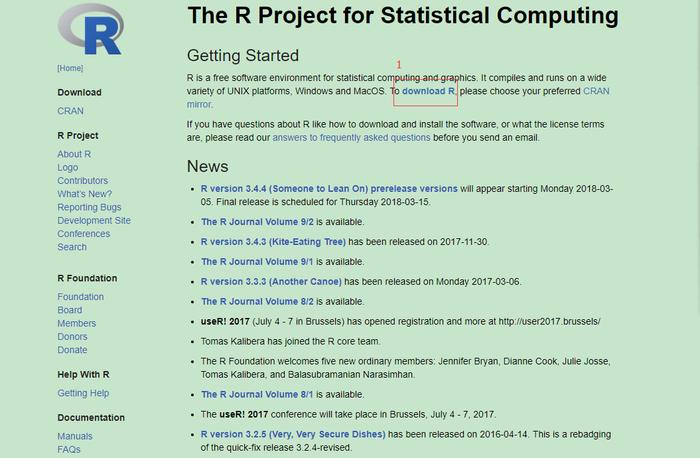 R
The R Project for Statistical Computing
[Home]
Download
CRAN
R Project
About R
Logo
Contributors
What's New?
Reporting Bugs
Development Site
Conferences
Search
R Foundation
Foundation
Board
Members
Donors
Donate
Help With R
Getting Help
Documentation
Manuals
FAQs
Getting Started
1
R is a free software environment for statistical computing and graphics. It compiles and runs on a wide
variety of UNIX platforms, Windows and MacOS. To download R, please choose your preferred CRAN
mirror.
If you have questions about R like how to download and install the software, or what the license terms
are, please read our answers to frequently asked questions before you send an email.
News
• R version 3.4.4 (Someone to Lean On) prerelease versions will appear starting Monday 2018-03-
05. Final release is scheduled for Thursday 2018-03-15.
• The R Journal Volume 9/2 is available.
• R version 3.4.3 (Kite-Eating Tree) has been released on 2017-11-30.
• The R Journal Volume 9/1 is available.
• R version 3.3.3 (Another Canoe) has been released on Monday 2017-03-06.
• The R Journal Volume 8/2 is available.
• useR! 2017 (July 4 - 7 in Brussels) has opened registration and more at http://user2017.brussels/
• Tomas Kalibera has joined the R core team.
• The R Foundation welcomes five new ordinary members: Jennifer Bryan, Dianne Cook, Julie Josse,
Tomas Kalibera, and Balasubramanian Narasimhan.
• The R Journal Volume 8/1 is available.
• The useR! 2017 conference will take place in Brussels, July 4 - 7, 2017.
• R version 3.2.5 (Very, Very Secure Dishes) has been released on 2016-04-14. This is a rebadging
of the quick-fix release 3.2.4-revised.